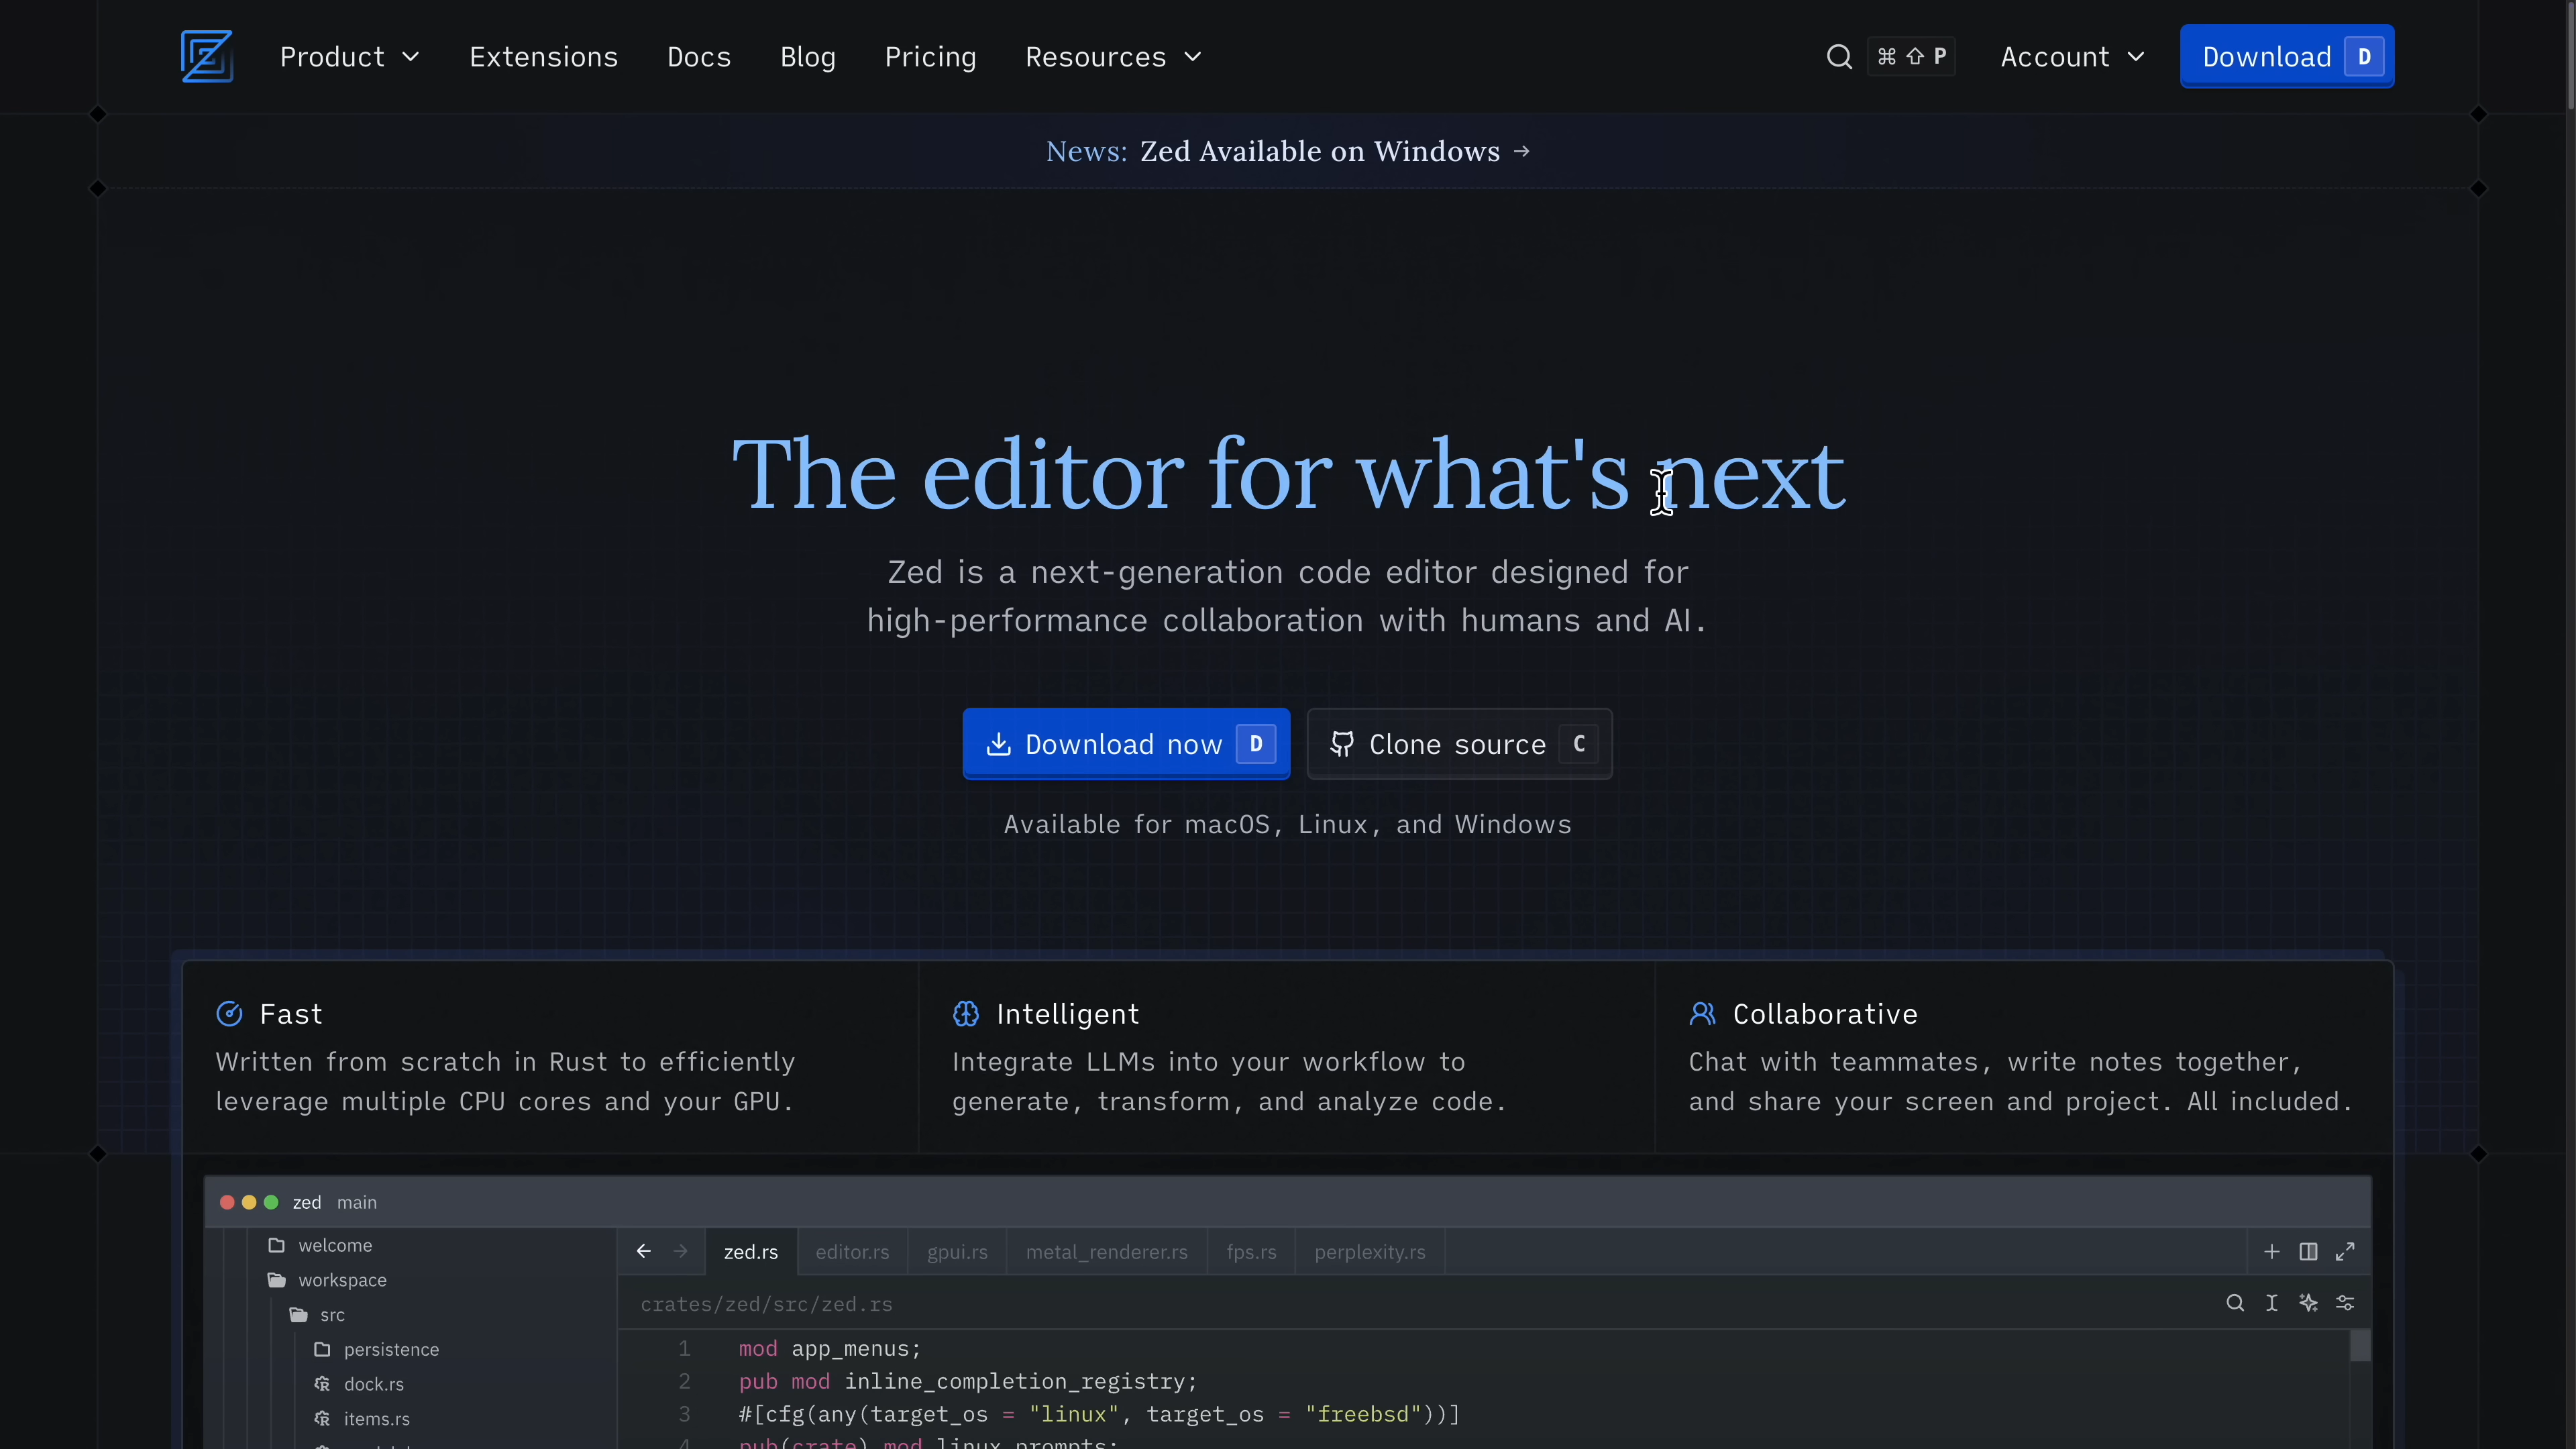 Product Extensions Docs Blog Pricing Resources ⌘ ⇧ P Account Download D
News: Zed Available on Windows →
The editor for what's next
Zed is a next-generation code editor designed for
high-performance collaboration with humans and AI.
Download now D Clone source C
Available for macOS, Linux, and Windows
Fast
Written from scratch in Rust to efficiently
leverage multiple CPU cores and your GPU.
Intelligent
Integrate LLMs into your workflow to
generate, transform, and analyze code.
Collaborative
Chat with teammates, write notes together,
and share your screen and project. All included.
zed main
welcome
workspace
src
persistence
dock.rs
items.rs
zed.rs editor.rs gpui.rs metal_renderer.rs fps.rs perplexity.rs
crates/zed/src/zed.rs
1 mod app_menus;
2 pub mod inline_completion_registry;
3 #[cfg(any(target_os = "linux", target_os = "freebsd"))]
4 pub(crate) mod linux_prompts;